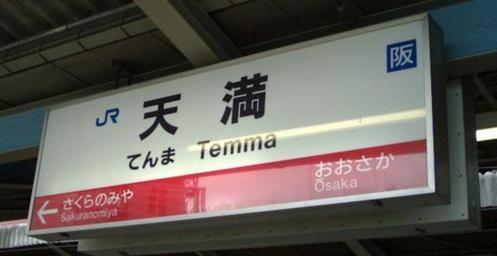 阪
JR 天満
てんま Temma
さくらのみや おおさか
Sakuranomiya Ōsaka